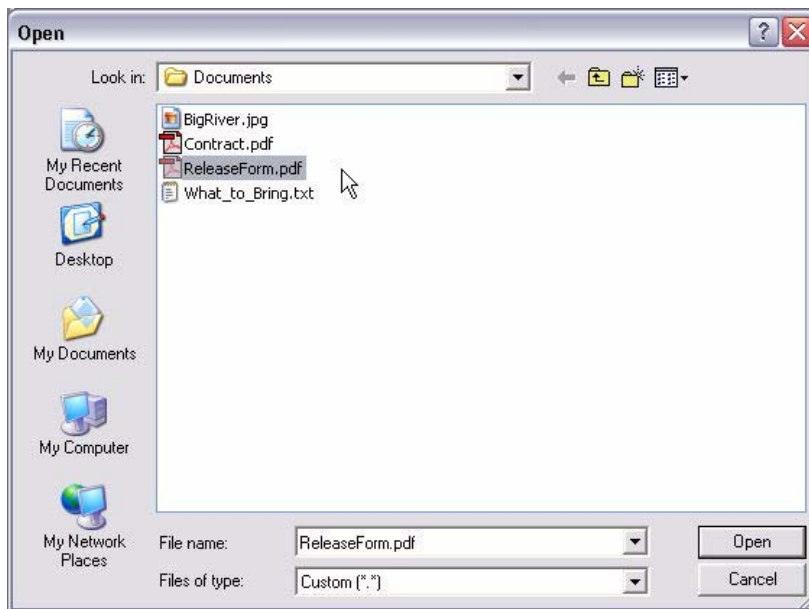 Open
Look in:
Documents
BigRiver.jpg
Contract.pdf
ReleaseForm.pdf
What_to_Bring.txt
My Recent
Documents
Desktop
My Documents
My Computer
My Network
Places
File name:
ReleaseForm.pdf
Open
Files of type:
Custom (*.*)
Cancel